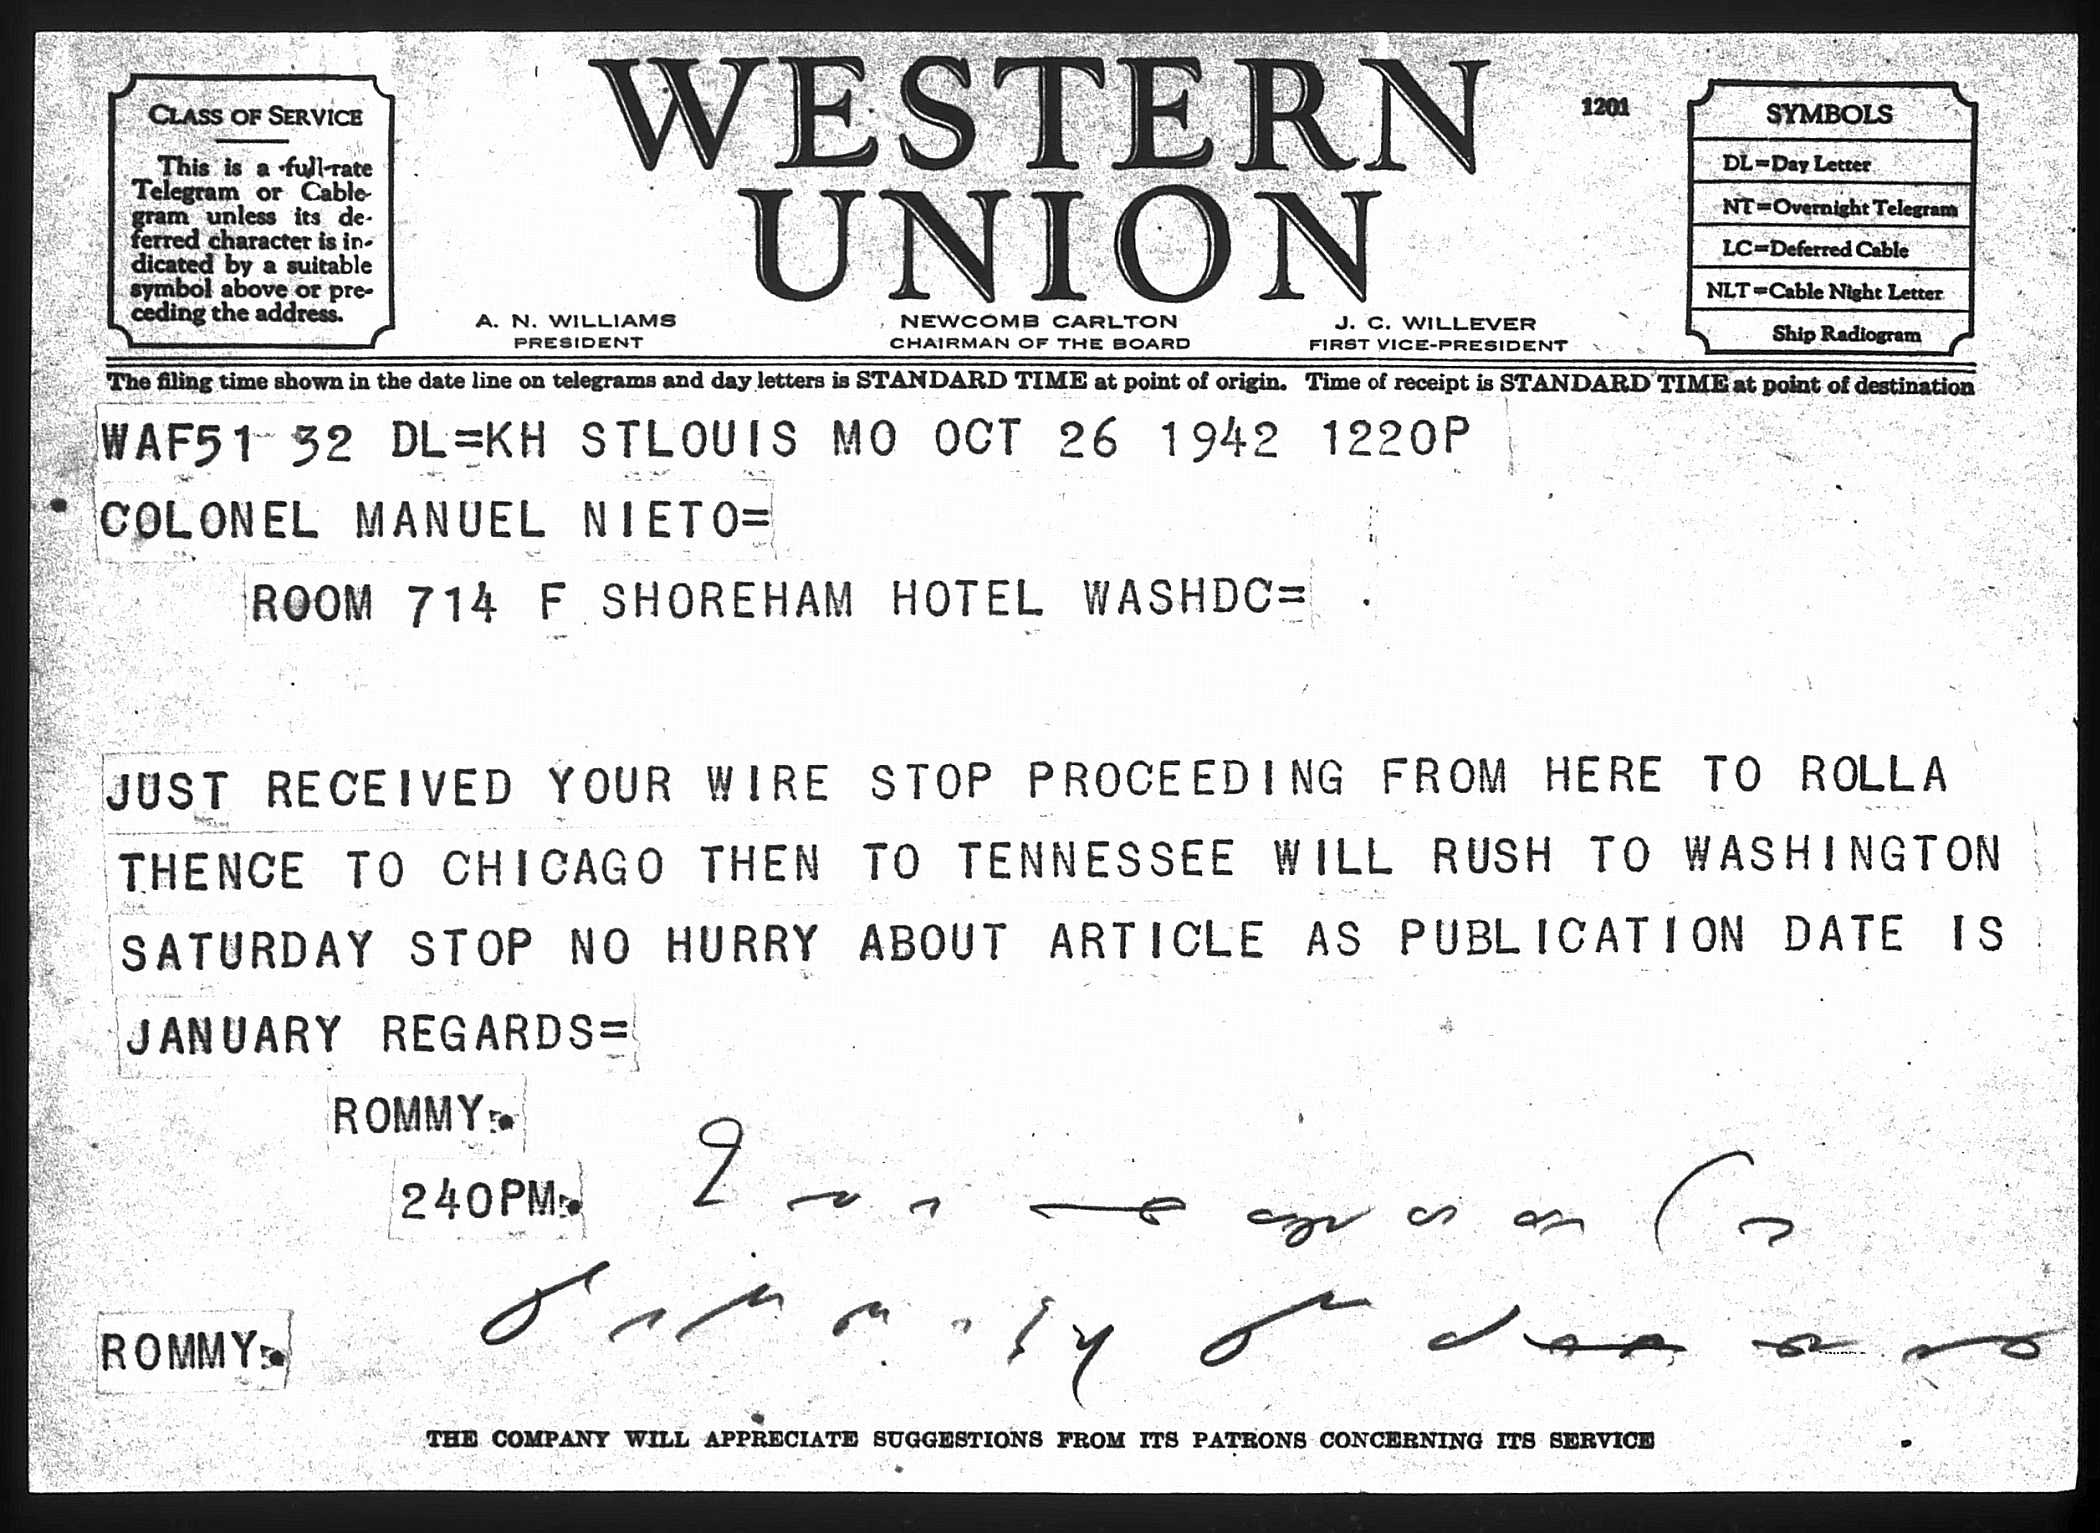 WESTERN
UNION
1201
CLASS OF SERVICE
This is a full-rate
Telegram or Cable-
gram unless its de-
ferred character is in-
dicated by a suitable
symbol above or pre-
ceding the address.
SYMBOLS
DL=Day Letter
NT=Overnight Telegram
LC=Deferred Cable
NLT=Cable Night Letter
Ship Radiogram
A. N. WILLIAMS
PRESIDENT
NEWCOMB CARLTON
CHAIRMAN OF THE BOARD
J. C. WILLEVER
FIRST VICE-PRESIDENT
The filing time shown in the date line on telegrams and day letters is STANDARD TIME at point of origin. Time of receipt is STANDARD TIME at point of destination
WAF51 32 DL=KH STLOUIS MO OCT 26 1942 1220P
COLONEL MANUEL NIETO=
ROOM 714 F SHOREHAM HOTEL WASHDC=
JUST RECEIVED YOUR WIRE STOP PROCEEDING FROM HERE TO ROLLA
THENCE TO CHICAGO THEN TO TENNESSEE WILL RUSH TO WASHINGTON
SATURDAY STOP NO HURRY ABOUT ARTICLE AS PUBLICATION DATE IS
JANUARY REGARDS=
ROMMY.
240PM.
ROMMY.
THE COMPANY WILL APPRECIATE SUGGESTIONS FROM ITS PATRONS CONCERNING ITS SERVICE